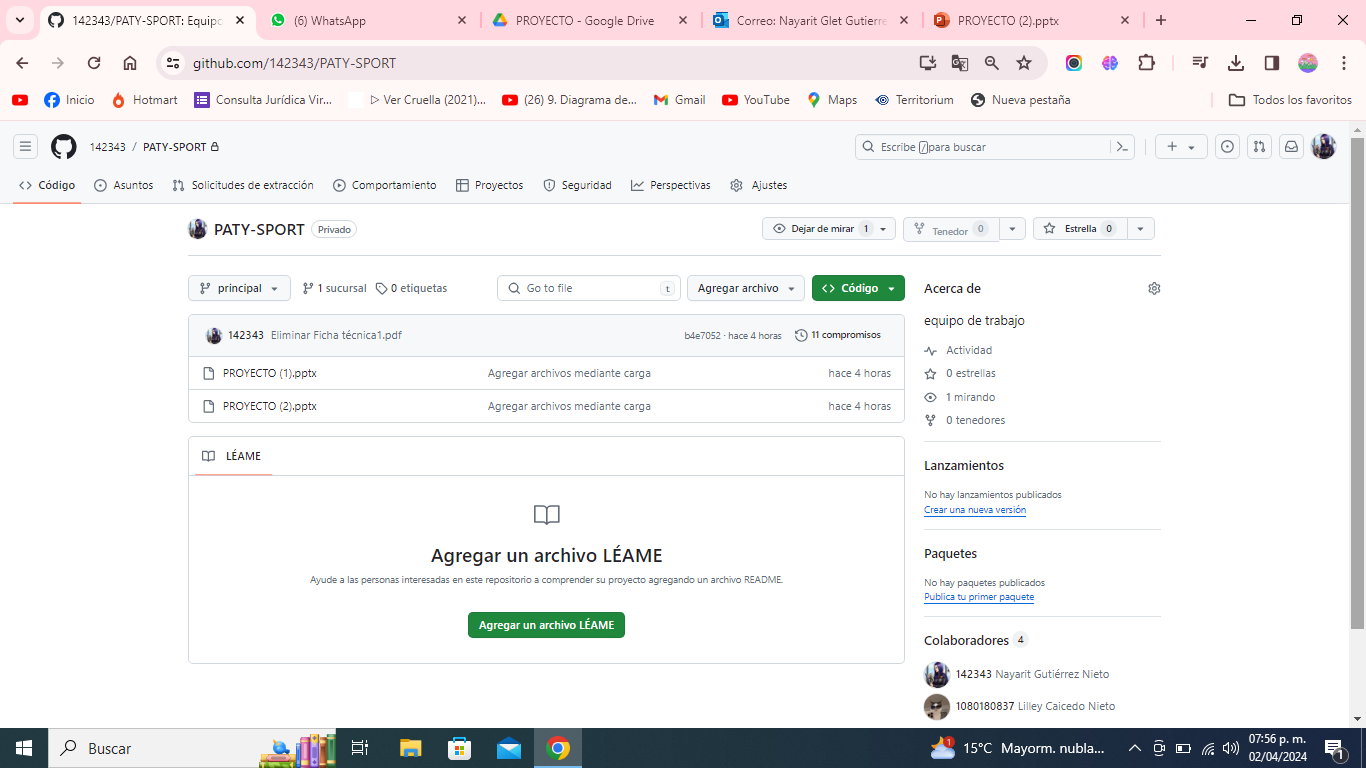 142343/PATY-SPORT: Equipo
(6) WhatsApp
PROYECTO - Google Drive
Correo: Nayarit Glet Gutierre
PROYECTO (2).pptx
github.com/142343/PATY-SPORT
Inicio
Hotmart
Consulta Jurídica Vir...
▷ Ver Cruella (2021)...
(26) 9. Diagrama de...
Gmail
YouTube
Maps
Territorium
Nueva pestaña
Todos los favoritos
142343 / PATY-SPORT
Escribe / para buscar
Código
Asuntos
Solicitudes de extracción
Comportamiento
Proyectos
Seguridad
Perspectivas
Ajustes
PATY-SPORT Privado
Dejar de mirar 1
Tenedor 0
Estrella 0
principal
1 sucursal
0 etiquetas
Go to file t
Agregar archivo
Código
142343 Eliminar Ficha técnica1.pdf
b4e7052 · hace 4 horas
11 compromisos
PROYECTO (1).pptx Agregar archivos mediante carga hace 4 horas
PROYECTO (2).pptx Agregar archivos mediante carga hace 4 horas
LÉAME
Agregar un archivo LÉAME
Ayude a las personas interesadas en este repositorio a comprender su proyecto agregando un archivo README.
Agregar un archivo LÉAME
Acerca de
equipo de trabajo
Actividad
0 estrellas
1 mirando
0 tenedores
Lanzamientos
No hay lanzamientos publicados
Crear una nueva versión
Paquetes
No hay paquetes publicados
Publica tu primer paquete
Colaboradores 4
142343 Nayarit Gutiérrez Nieto
1080180837 Lilley Caicedo Nieto
Buscar
1
15°C Mayorm. nubla...
07:56 p. m.
02/04/2024
1